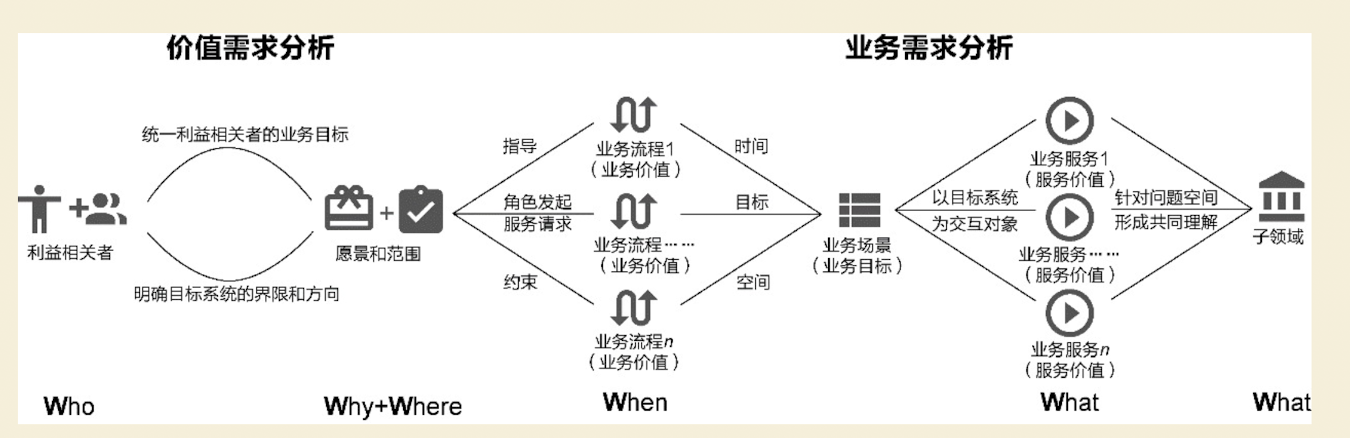 价值需求分析
业务需求分析
统一利益相关者的业务目标
利益相关者
明确目标系统的界限和方向
+
愿景和范围
指导
角色发起
服务请求
约束
业务流程1
（业务价值）
业务流程……
（业务价值）
业务流程n
（业务价值）
时间
目标
空间
业务场景
（业务目标）
以目标系统
为交互对象
业务服务1
（服务价值）
业务服务……
（服务价值）
业务服务n
（服务价值）
针对问题空间
形成共同理解
子领域
Who
Why+Where
When
What
What